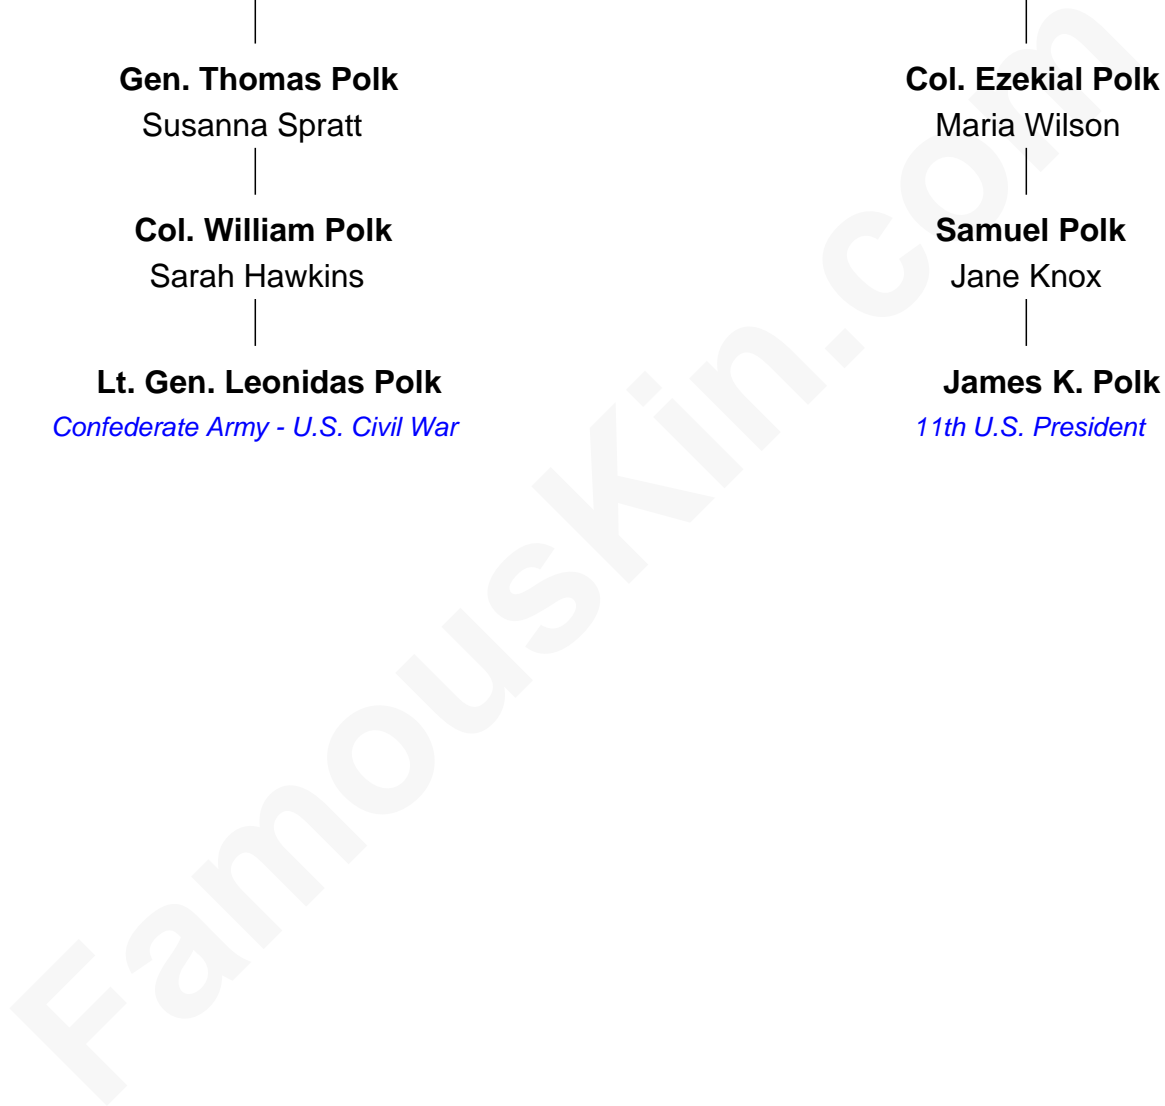 Gen. Thomas Polk
Susanna Spratt
Col. William Polk
Sarah Hawkins
Lt. Gen. Leonidas Polk
Confederate Army - U.S. Civil War
Col. Ezekial Polk
Maria Wilson
Samuel Polk
Jane Knox
James K. Polk
11th U.S. President
FamousKin.com